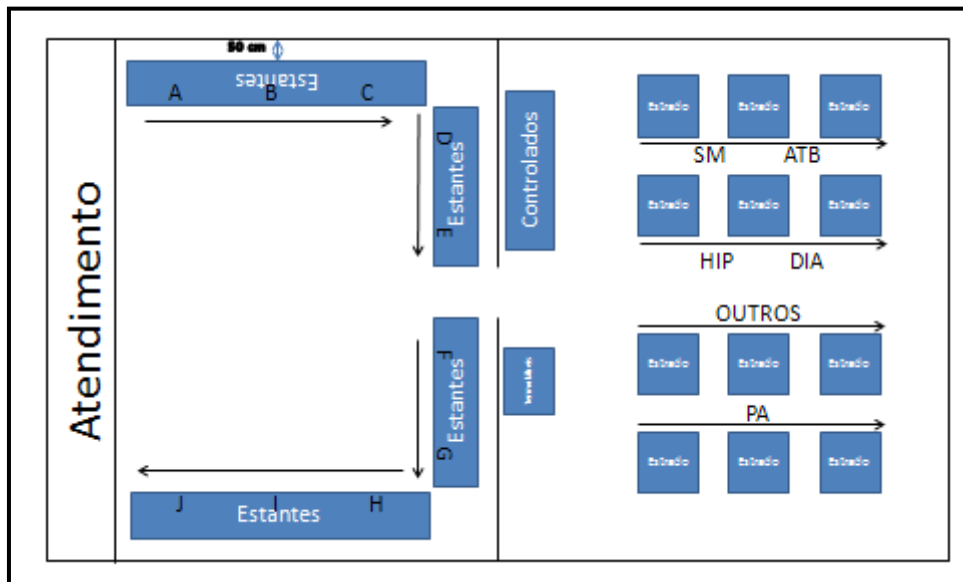 50 cm
Estantes
A B C
Atendimento
D
E
Estantes
F
G
Estantes
J I H
Estantes
Controlados
Estrado Estrado Estrado
SM ATB
Estrado Estrado Estrado
HIP DIA
OUTROS
Estrado Estrado Estrado
PA
Estrado Estrado Estrado